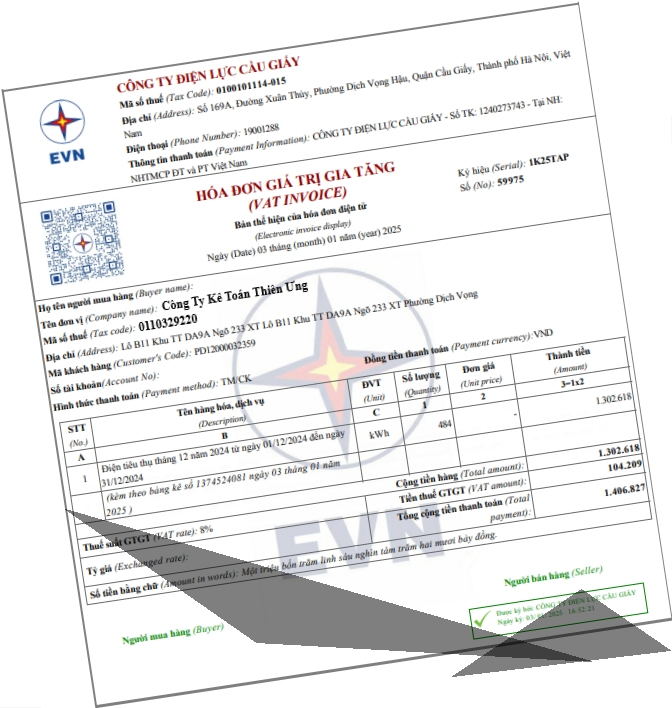 CÔNG TY ĐIỆN LỰC CẦU GIẤY
Mã số thuế (Tax Code): 0100101114-015
Địa chỉ (Address): Số 169A, Đường Xuân Thủy, Phường Dịch Vọng Hậu, Quận Cầu Giấy, Thành phố Hà Nội, Việt
Nam
Điện thoại (Phone Number): 19001288
Thông tin thanh toán (Payment Information): CÔNG TY ĐIỆN LỰC CẦU GIẤY - Số TK: 1240273743 - Tại NH:
NHTMCP ĐT và PT Việt Nam
EVN
HÓA ĐƠN GIÁ TRỊ GIA TĂNG
(VAT INVOICE)
Bản thể hiện của hóa đơn điện tử
(Electronic invoice display)
Ngày (Date) 03 tháng (month) 01 năm (year) 2025
Ký hiệu (Serial): 1K25TAP
Số (No): 59975
Họ tên người mua hàng (Buyer name):
Tên đơn vị (Company name): Công Ty Kê Toán Thiên Ưng
Mã số thuế (Tax code): 0110329220
Địa chỉ (Address): Lô B11 Khu TT DA9A Ngõ 233 XT Lô B11 Khu TT DA9A Ngõ 233 XT Phường Dịch Vọng
Mã khách hàng (Customer's Code): PD12000032359
Số tài khoản(Account No):
Hình thức thanh toán (Payment method): TM/CK
Đồng tiền thanh toán (Payment currency):VND
STT
(No.)
Tên hàng hóa, dịch vụ
(Description)
ĐVT
(Unit)
Số lượng
(Quantity)
Đơn giá
(Unit price)
Thành tiền
(Amount)
A
B
C
1
2
3=1x2
1
Điện tiêu thụ tháng 12 năm 2024 từ ngày 01/12/2024 đến ngày
31/12/2024
kWh
484
-
1.302.618
(kèm theo bảng kê số 1374524081 ngày 03 tháng 01 năm
2025 )
Cộng tiền hàng (Total amount):
1.302.618
Thuế suất GTGT (VAT rate): 8%
Tiền thuế GTGT (VAT amount):
104.209
Tỷ giá (Exchanged rate):
Tổng cộng tiền thanh toán (Total
payment):
1.406.827
Số tiền bằng chữ (Amount in words): Một triệu bốn trăm linh sáu nghìn tám trăm hai mươi bảy đồng.
EVN
Người mua hàng (Buyer)
Người bán hàng (Seller)
Được ký bởi: CÔNG TY ĐIỆN LỰC CẦU GIẤY
Ngày ký: 03/01/2025 16:52:21